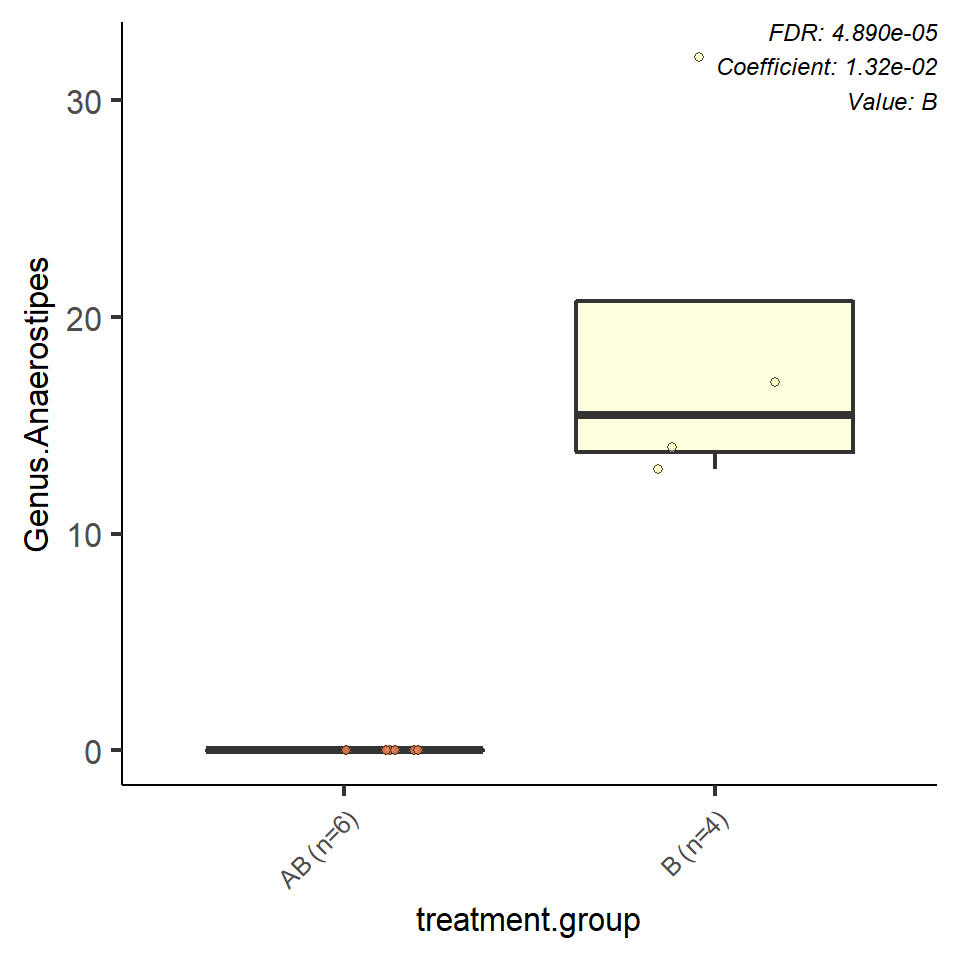 FDR: 4.890e-05
Coefficient: 1.32e-02
Value: B
30
20
10
0
Genus.Anaerostipes
AB (n=6)
B (n=4)
treatment.group